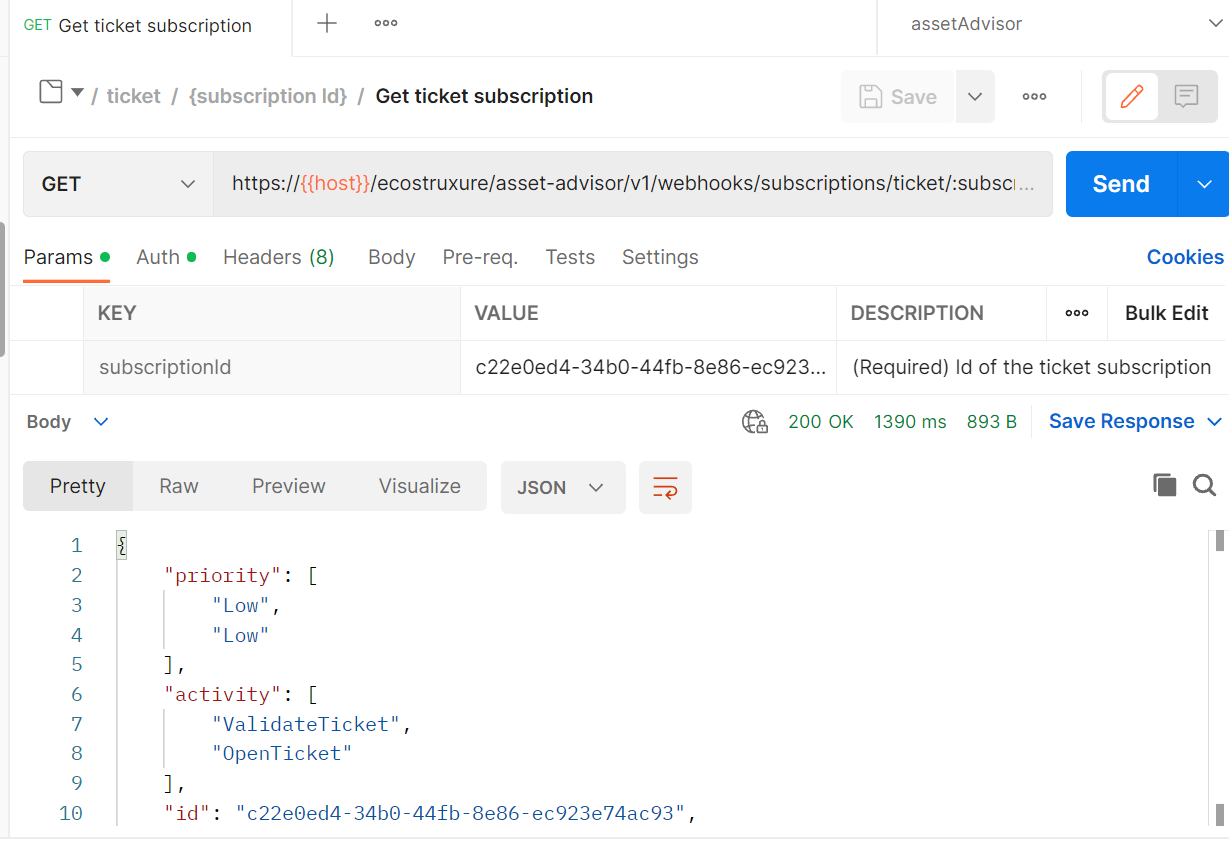 GET Get ticket subscription
assetAdvisor
/ ticket / {subscription Id} / Get ticket subscription
Save
GET
https://{{host}}/ecostruxure/asset-advisor/v1/webhooks/subscriptions/ticket/:subsc...
Send
Params Auth Headers (8) Body Pre-req. Tests Settings Cookies
KEY VALUE DESCRIPTION Bulk Edit
subscriptionId c22e0ed4-34b0-44fb-8e86-ec923... (Required) Id of the ticket subscription
Body 200 OK 1390 ms 893 B Save Response
Pretty Raw Preview Visualize JSON
1 {
2 "priority": [
3 "Low",
4 "Low"
5 ],
6 "activity": [
7 "ValidateTicket",
8 "OpenTicket"
9 ],
10 "id": "c22e0ed4-34b0-44fb-8e86-ec923e74ac93",